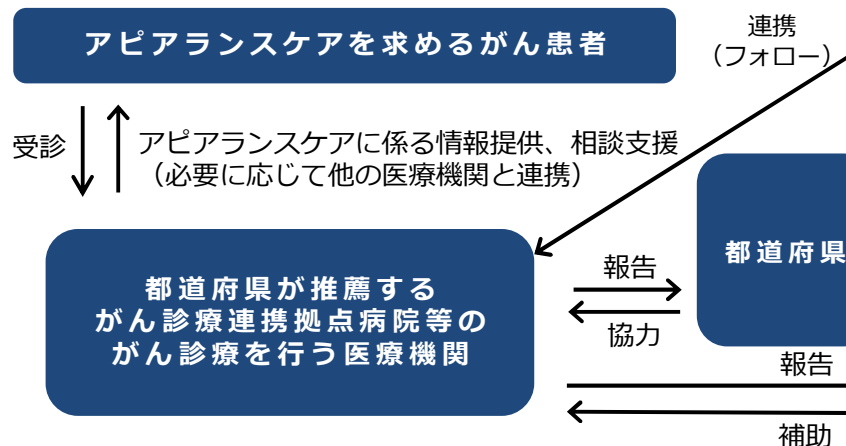 アピアランスケアを求めるがん患者
連携
（フォロー）
受診
アピアランスケアに係る情報提供、相談支援
（必要に応じて他の医療機関と連携）
都道府県が推薦する
がん診療連携拠点病院等の
がん診療を行う医療機関
報告
協力
都道府県
報告
補助